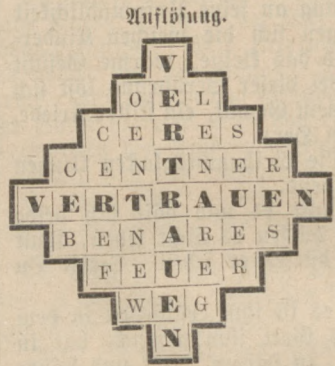 Auflösung.
V
O E L
C E R E S
C E N T N E R
V E R T R A U E N
B E N A R E S
F E U E R
W E G
N